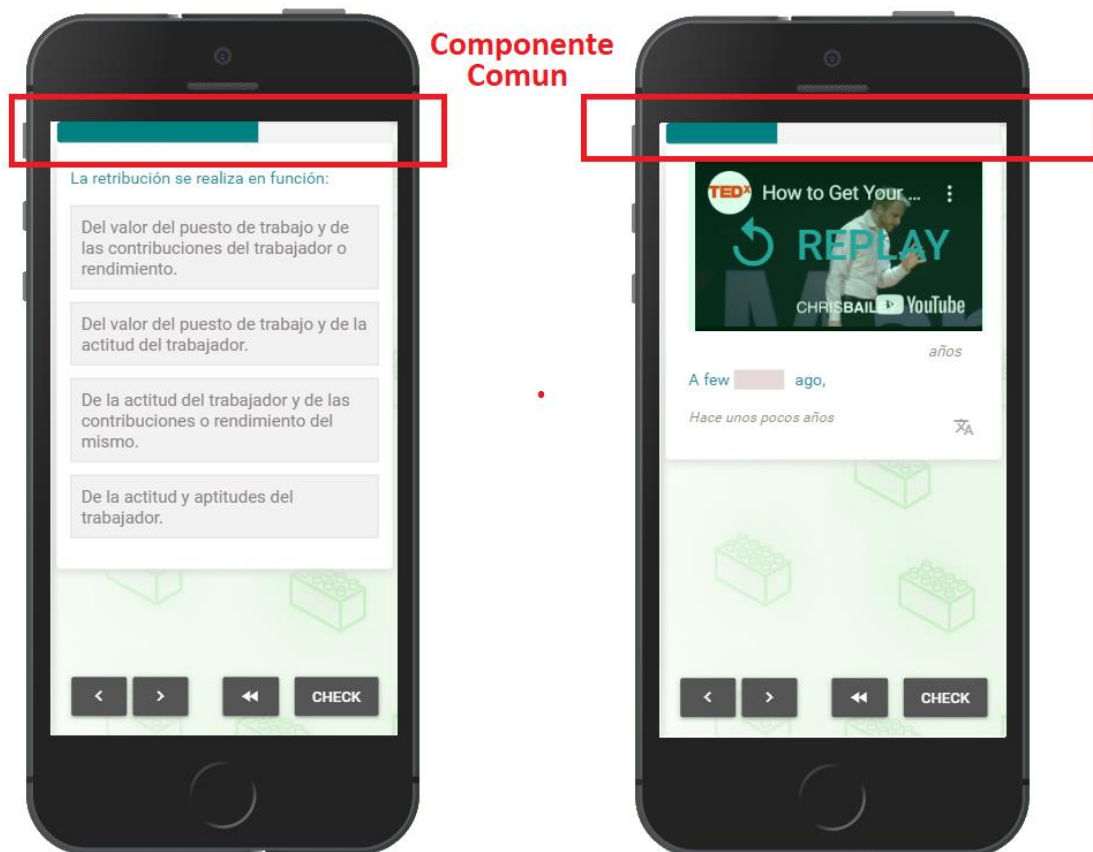 Componente
Comun
La retribución se realiza en función:
Del valor del puesto de trabajo y de
las contribuciones del trabajador o
rendimiento.
Del valor del puesto de trabajo y de la
actitud del trabajador.
De la actitud del trabajador y de las
contribuciones o rendimiento del
mismo.
De la actitud y aptitudes del
trabajador.
CHECK
TEDx How to Get Your ...
REPLAY
CHRIS BAIL YouTube
años
A few ago,
Hace unos pocos años
CHECK